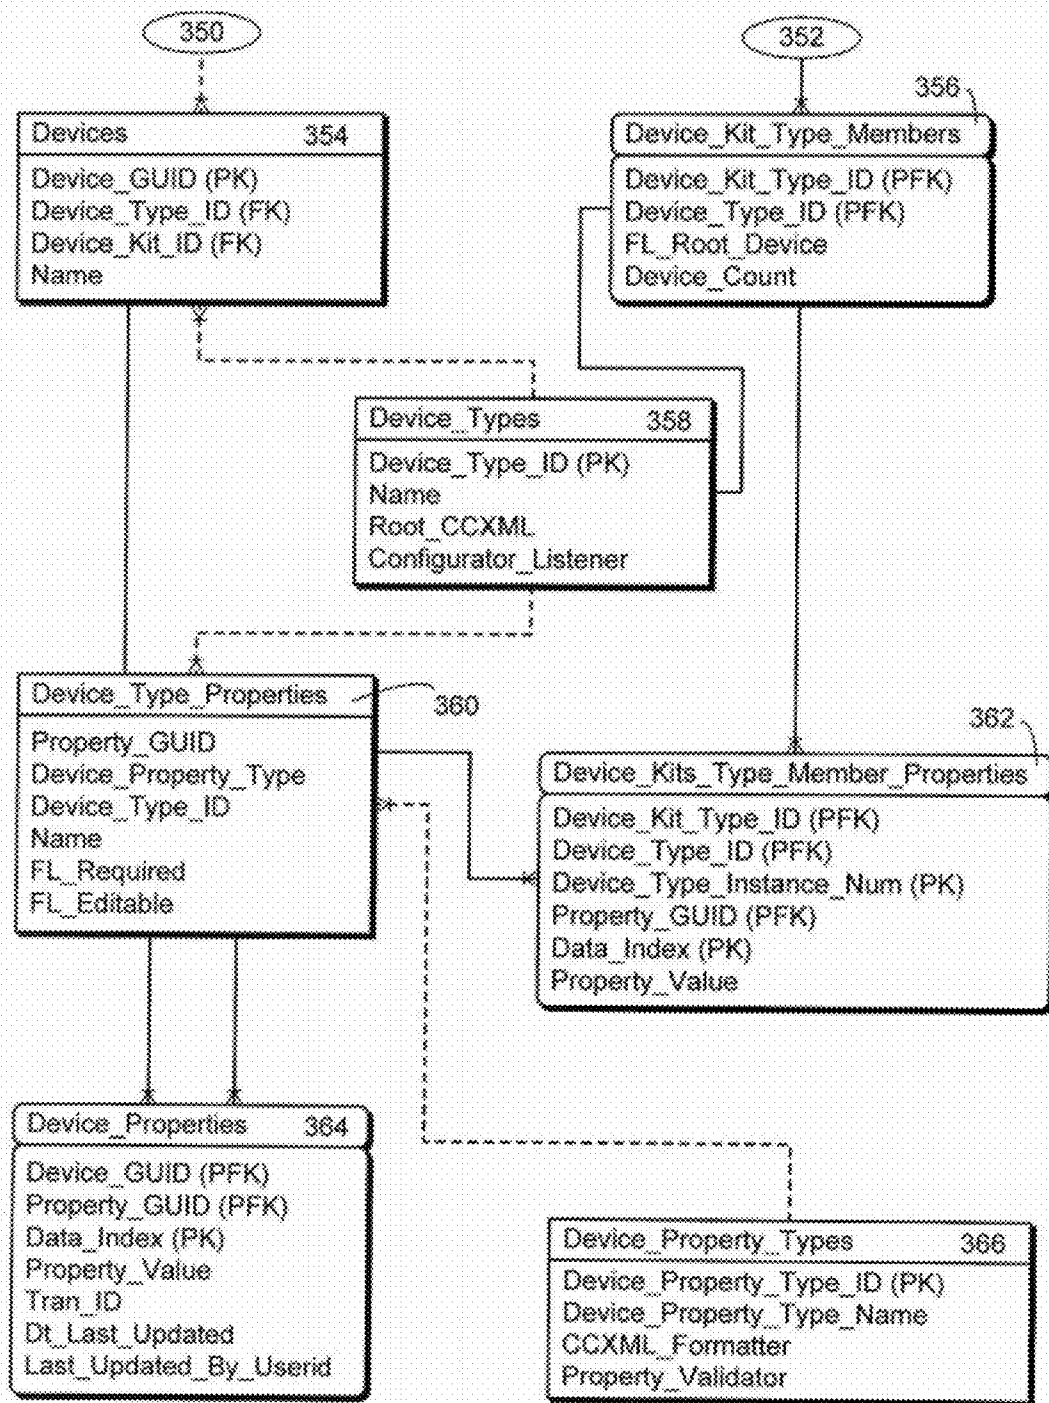 350
352
356
Devices 354
Device_GUID (PK)
Device_Type_ID (FK)
Device_Kit_ID (FK)
Name
Device_Kit_Type_Members
Device_Kit_Type_ID (PFK)
Device_Type_ID (PFK)
FL_Root_Device
Device_Count
Device_Types 358
Device_Type_ID (PK)
Name
Root_CCXML
Configurator_Listener
Device_Type_Properties
360
Property_GUID
Device_Property_Type
Device_Type_ID
Name
FL_Required
FL_Editable
362
Device_Kits_Type_Member_Properties
Device_Kit_Type_ID (PFK)
Device_Type_ID (PFK)
Device_Type_Instance_Num (PK)
Property_GUID (PFK)
Data_Index (PK)
Property_Value
Device_Properties 364
Device_GUID (PFK)
Property_GUID (PFK)
Data_Index (PK)
Property_Value
Tran_ID
Dt_Last_Updated
Last_Updated_By_Userid
Device_Property_Types 366
Device_Property_Type_ID (PK)
Device_Property_Type_Name
CCXML_Formatter
Property_Validator